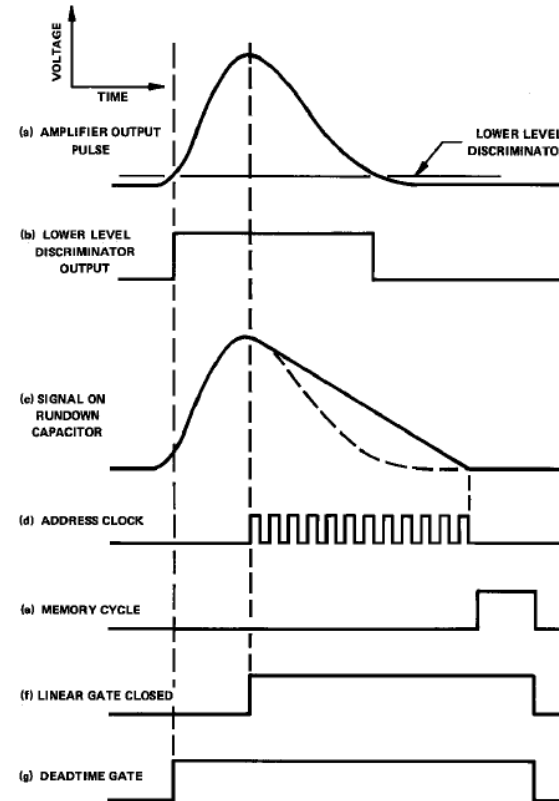 VOLTAGE
TIME
(a) AMPLIFIER OUTPUT
PULSE
LOWER LEVEL
DISCRIMINATO
(b) LOWER LEVEL
DISCRIMINATOR
OUTPUT
(c) SIGNAL ON
RUNDOWN
CAPACITOR
(d) ADDRESS CLOCK
(e) MEMORY CYCLE
(f) LINEAR GATE CLOSED
(g) DEADTIME GATE